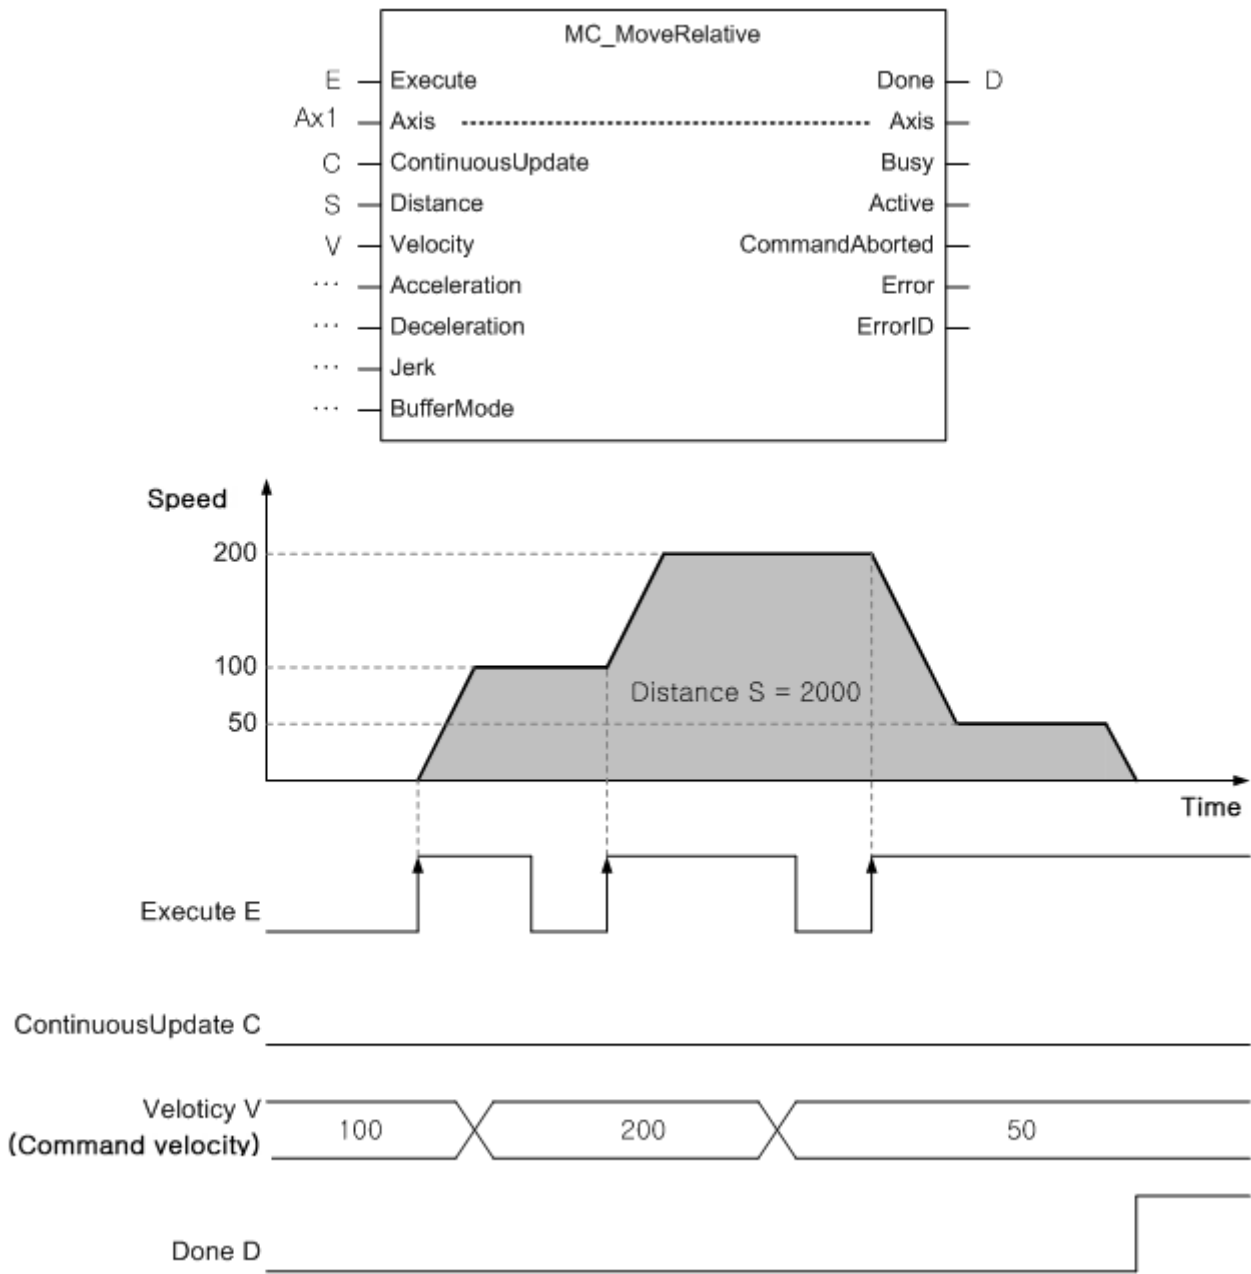 MC_MoveRelative
E Execute Done D
Ax1 Axis Axis
C ContinuousUpdate Busy
S Distance Active
V Velocity CommandAborted
... Acceleration Error
... Deceleration ErrorID
... Jerk
... BufferMode
Speed
200
100
Distance S = 2000
50
Time
Execute E
ContinuousUpdate C
Veloticy V
(Command velocity)
100 200 50
Done D